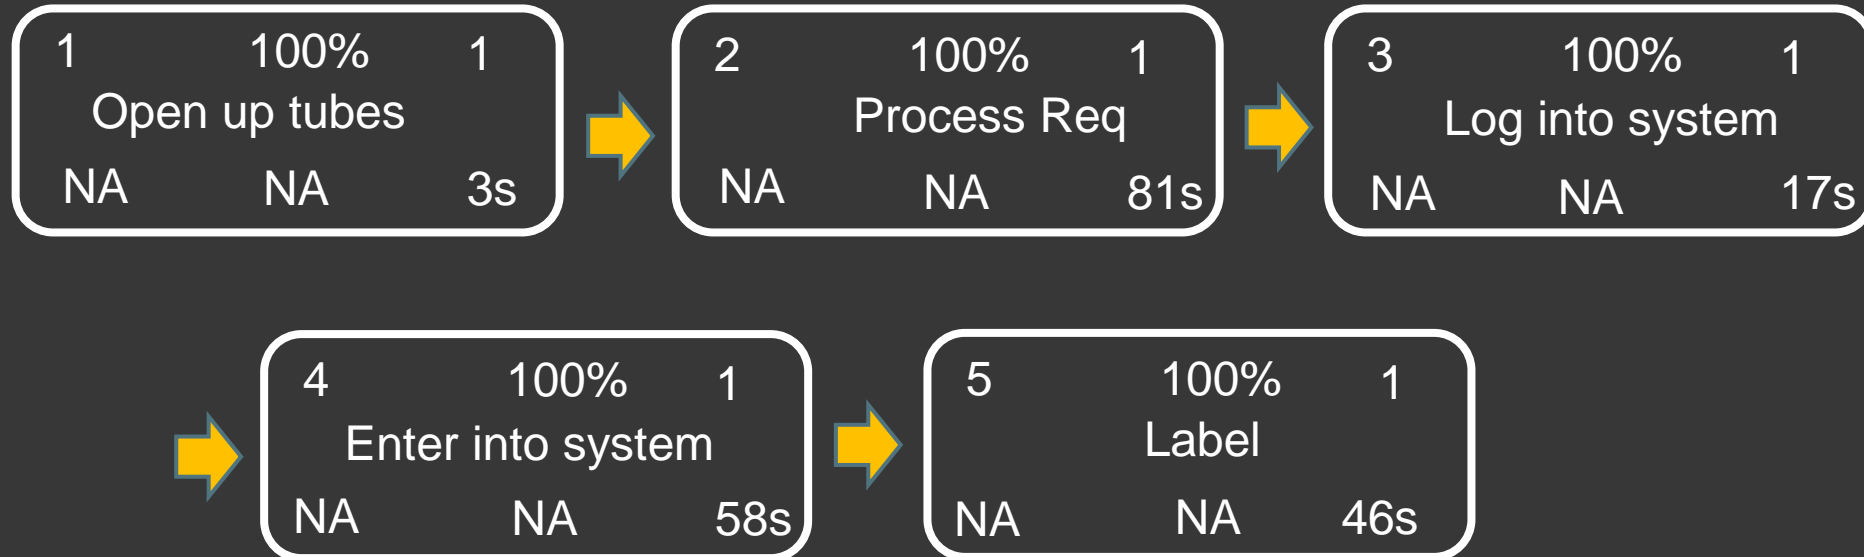 1 100% 1
Open up tubes
NA NA 3s
2 100% 1
Process Req
NA NA 81s
3 100% 1
Log into system
NA NA 17s
4 100% 1
Enter into system
NA NA 58s
5 100% 1
Label
NA NA 46s